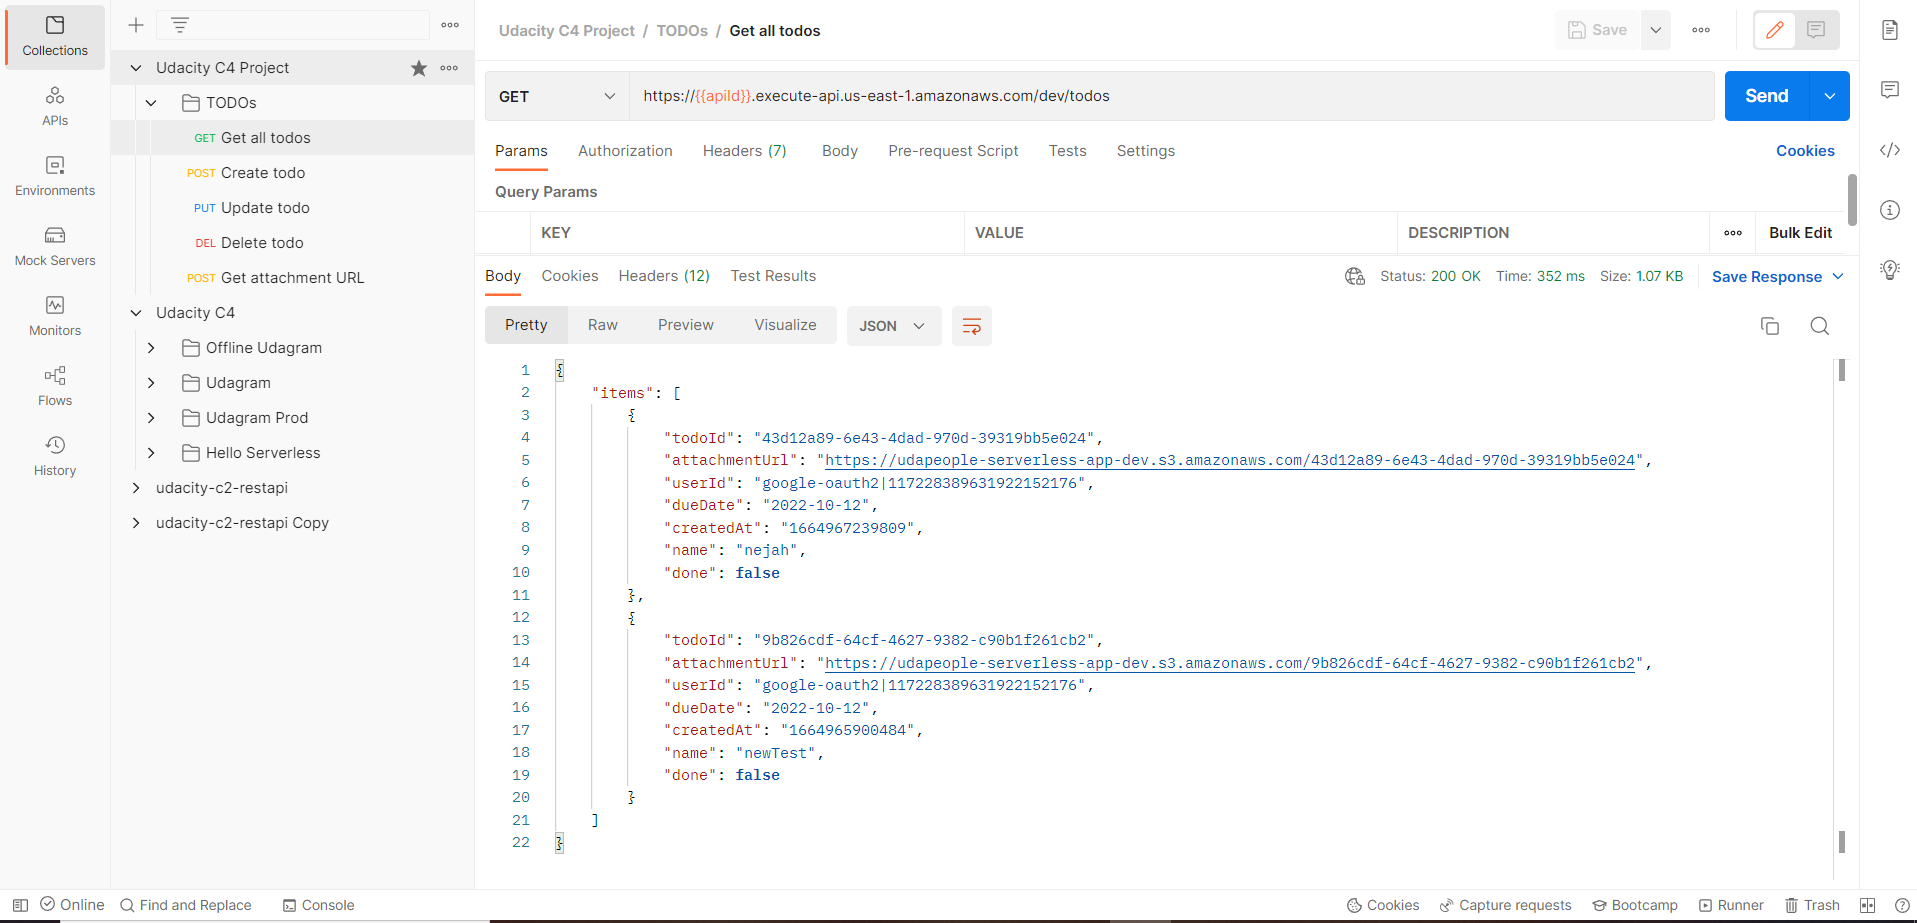 Collections
APIs
Environments
Mock Servers
Monitors
Flows
History
Udacity C4 Project
TODOs
GET Get all todos
POST Create todo
PUT Update todo
DEL Delete todo
POST Get attachment URL
Udacity C4
Offline Udagram
Udagram
Udagram Prod
Hello Serverless
udacity-c2-restapi
udacity-c2-restapi Copy
Udacity C4 Project / TODOs / Get all todos
Save
GET https://{{apiId}}.execute-api.us-east-1.amazonaws.com/dev/todos
Send
Params Authorization Headers (7) Body Pre-request Script Tests Settings Cookies
Query Params
KEY VALUE DESCRIPTION Bulk Edit
Body Cookies Headers (12) Test Results Status: 200 OK Time: 352 ms Size: 1.07 KB Save Response
Pretty Raw Preview Visualize JSON
1 {
2 "items": [
3 {
4 "todoId": "43d12a89-6e43-4dad-970d-39319bb5e024",
5 "attachmentUrl": "https://udapeople-serverless-app-dev.s3.amazonaws.com/43d12a89-6e43-4dad-970d-39319bb5e024",
6 "userId": "google-oauth2|117228389631922152176",
7 "dueDate": "2022-10-12",
8 "createdAt": "1664967239809",
9 "name": "nejah",
10 "done": false
11 },
12 {
13 "todoId": "9b826cdf-64cf-4627-9382-c90b1f261cb2",
14 "attachmentUrl": "https://udapeople-serverless-app-dev.s3.amazonaws.com/9b826cdf-64cf-4627-9382-c90b1f261cb2",
15 "userId": "google-oauth2|117228389631922152176",
16 "dueDate": "2022-10-12",
17 "createdAt": "1664965900484",
18 "name": "newTest",
19 "done": false
20 }
21 ]
22 }
Online Find and Replace Console Cookies Capture requests Bootcamp Runner Trash